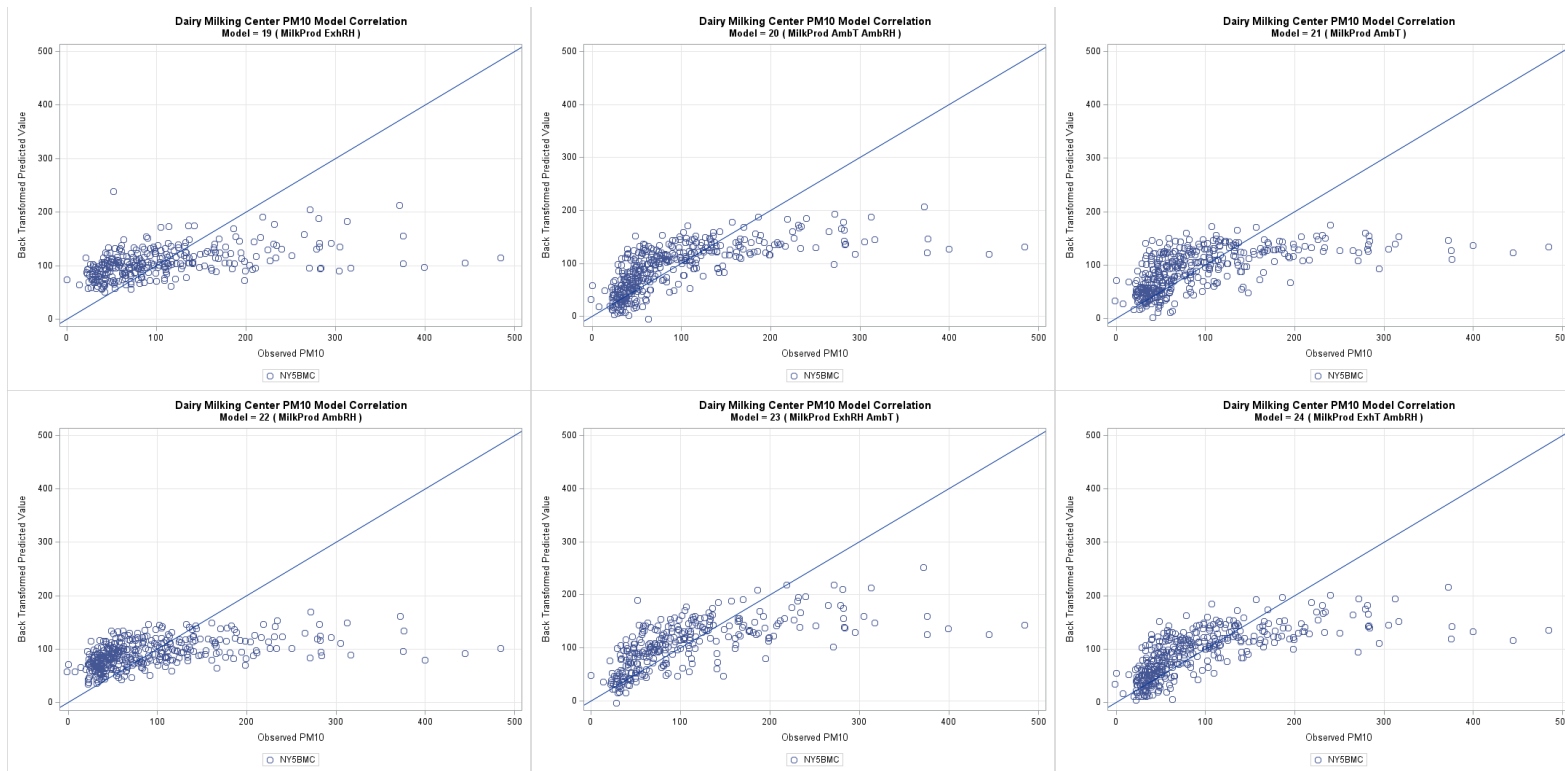 Dairy Milking Center PM10 Model Correlation
Model = 19 ( MilkProd ExhRH )
500
400
300
200
100
0
Back Transformed Predicted Value
0 100 200 300 400 500
Observed PM10
NY5BMC
Dairy Milking Center PM10 Model Correlation
Model = 20 ( MilkProd AmbT AmbRH )
500
400
300
200
100
0
Back Transformed Predicted Value
0 100 200 300 400 500
Observed PM10
NY5BMC
Dairy Milking Center PM10 Model Correlation
Model = 21 ( MilkProd AmbT )
500
400
300
200
100
0
Back Transformed Predicted Value
0 100 200 300 400 50
Observed PM10
NY5BMC
Dairy Milking Center PM10 Model Correlation
Model = 22 ( MilkProd AmbRH )
500
400
300
200
100
0
Back Transformed Predicted Value
0 100 200 300 400 500
Observed PM10
NY5BMC
Dairy Milking Center PM10 Model Correlation
Model = 23 ( MilkProd ExhRH AmbT )
500
400
300
200
100
0
Back Transformed Predicted Value
0 100 200 300 400 500
Observed PM10
NY5BMC
Dairy Milking Center PM10 Model Correlation
Model = 24 ( MilkProd ExhT AmbRH )
500
400
300
200
100
0
Back Transformed Predicted Value
0 100 200 300 400 50
Observed PM10
NY5BMC